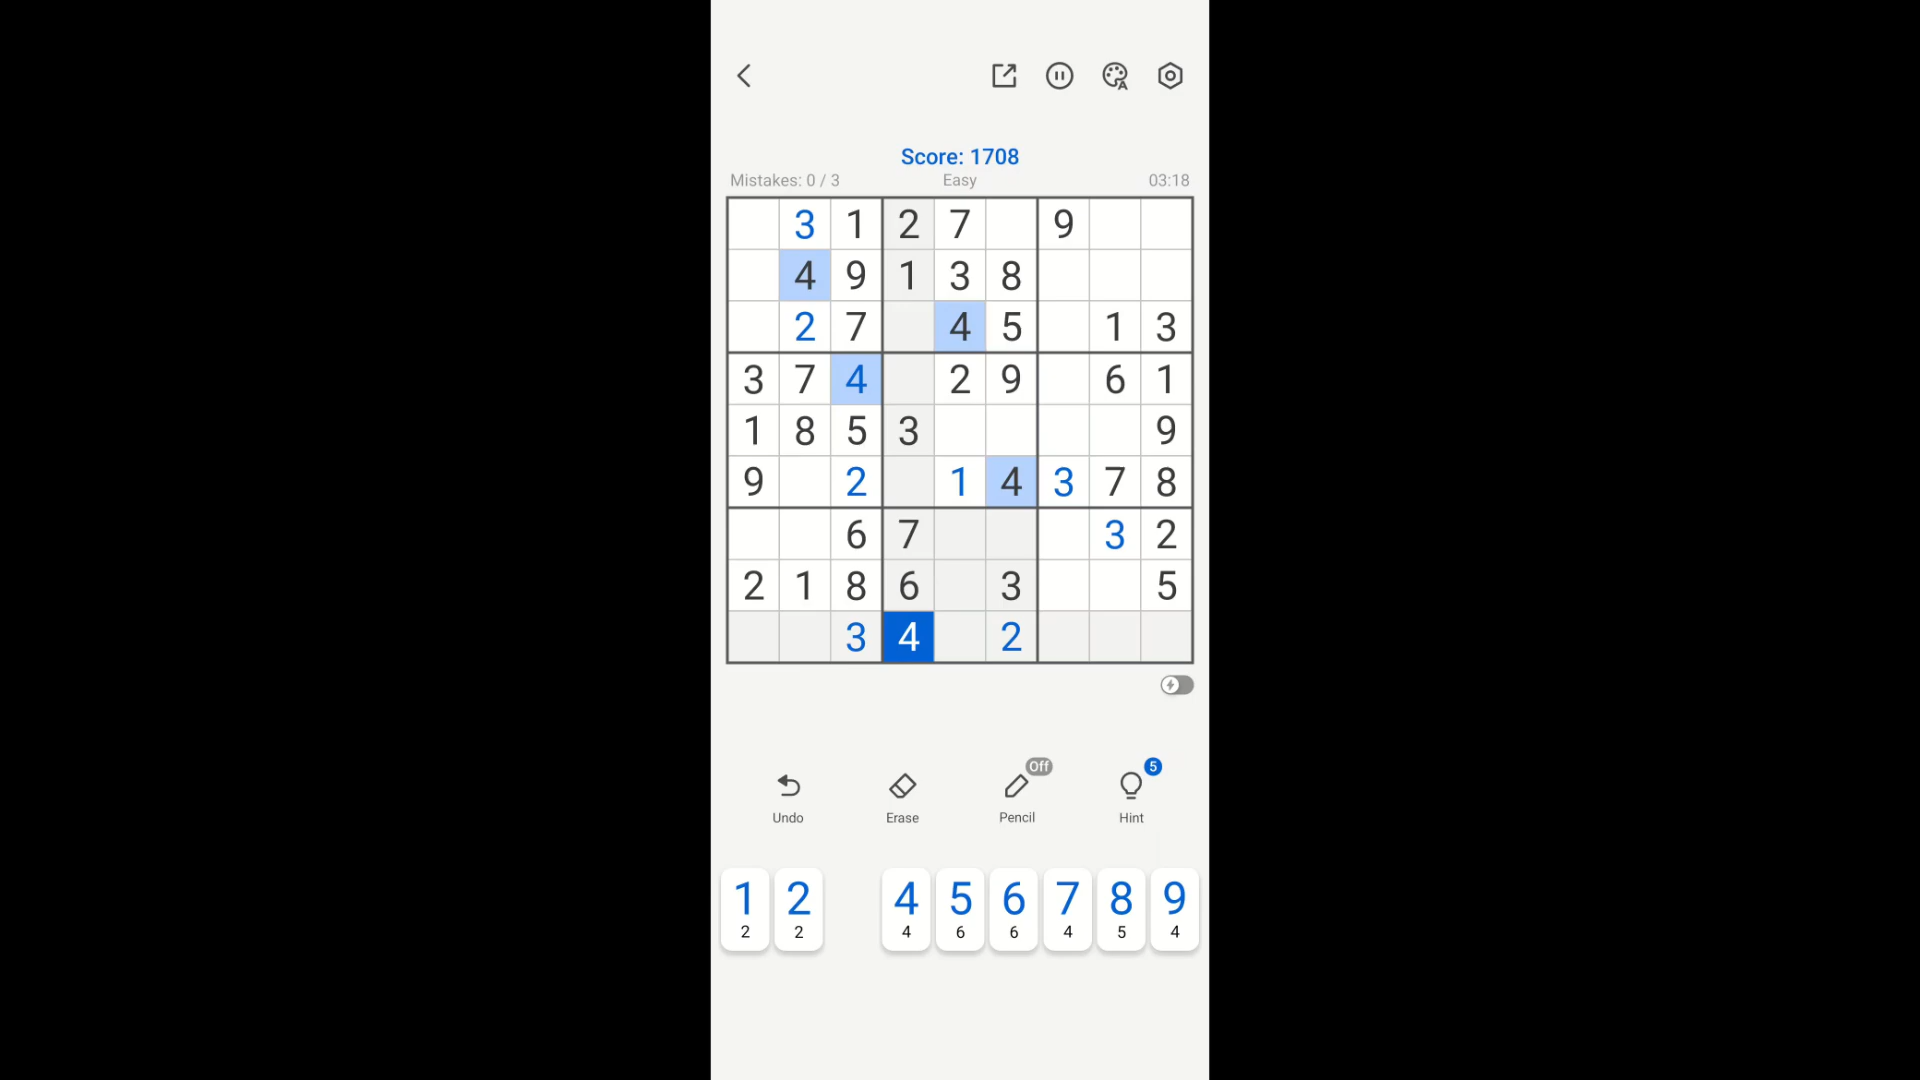 Score: 1708
Mistakes: 0 / 3 Easy 03:18
3 1 2 7 9
4 9 1 3 8
2 7 4 5 1 3
3 7 4 2 9 6 1
1 8 5 3 9
9 2 1 4 3 7 8
6 7 3 2
2 1 8 6 3 5
3 4 2
Off 5
Undo Erase Pencil Hint
1 2 4 5 6 7 8 9
2 2 4 6 6 4 5 4